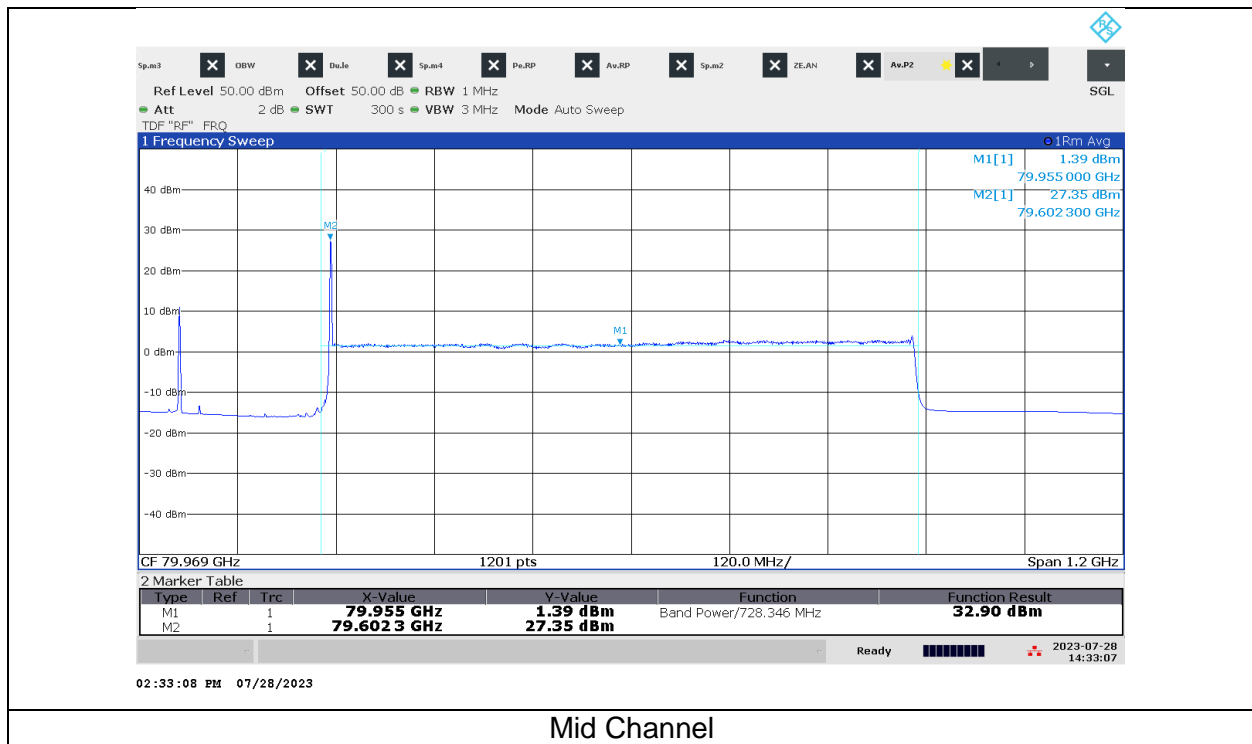 R&S
Sp.m3 OBW Du.le Sp.m4 Pe.RP Av.RP Sp.m2 ZE.AN Av.P2
Ref Level 50.00 dBm Offset 50.00 dB RBW 1 MHz SGL
Att 2 dB SWT 300 s VBW 3 MHz Mode Auto Sweep
TDF "RF" FRQ
1 Frequency Sweep 1Rm Avg
M1[1] 1.39 dBm
79.955 000 GHz
40 dBm
M2[1] 27.35 dBm
79.602 300 GHz
30 dBm
M2
20 dBm
10 dBm
M1
0 dBm
-10 dBm
-20 dBm
-30 dBm
-40 dBm
CF 79.969 GHz 1201 pts 120.0 MHz/ Span 1.2 GHz
2 Marker Table
Type Ref Trc X-Value Y-Value Function Function Result
M1 1 79.955 GHz 1.39 dBm Band Power/728.346 MHz 32.90 dBm
M2 1 79.602 3 GHz 27.35 dBm
Ready 2023-07-28
14:33:07
02:33:08 PM 07/28/2023
Mid Channel